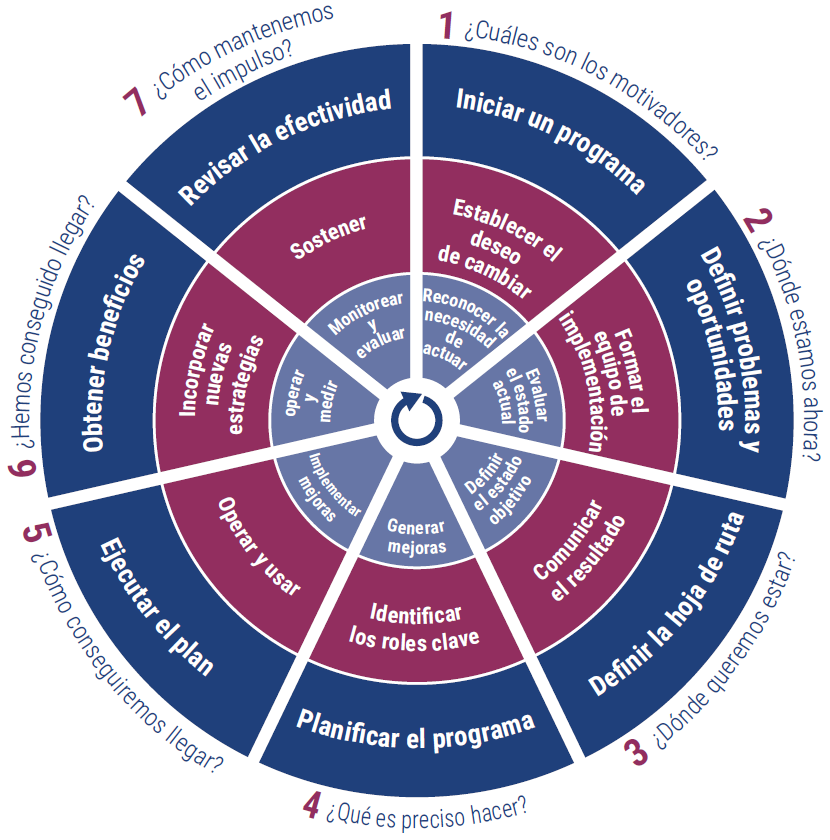 1 ¿Cuáles son los motivadores?
Iniciar un programa
Establecer el
deseo
de cambiar
Reconocer la
necesidad
de
actuar
2 ¿Dónde estamos ahora?
Definir problemas y
oportunidades
Formar el
equipo de
implementación
Evaluar
el estado
actual
3 ¿Dónde queremos estar?
Definir la hoja de ruta
Comunicar
el resultado
Definir
el estado
objetivo
4 ¿Qué es preciso hacer?
Planificar el programa
Identificar
los roles clave
Generar
mejoras
5 ¿Cómo conseguiremos llegar?
Ejecutar el plan
Operar y usar
Implementar
mejoras
6 ¿Hemos conseguido llegar?
Obtener beneficios
Incorporar
nuevas
estrategias
operar
y
medir
7 ¿Cómo mantenemos
el impulso?
Revisar la efectividad
Sostener
Monitorear
y
evaluar